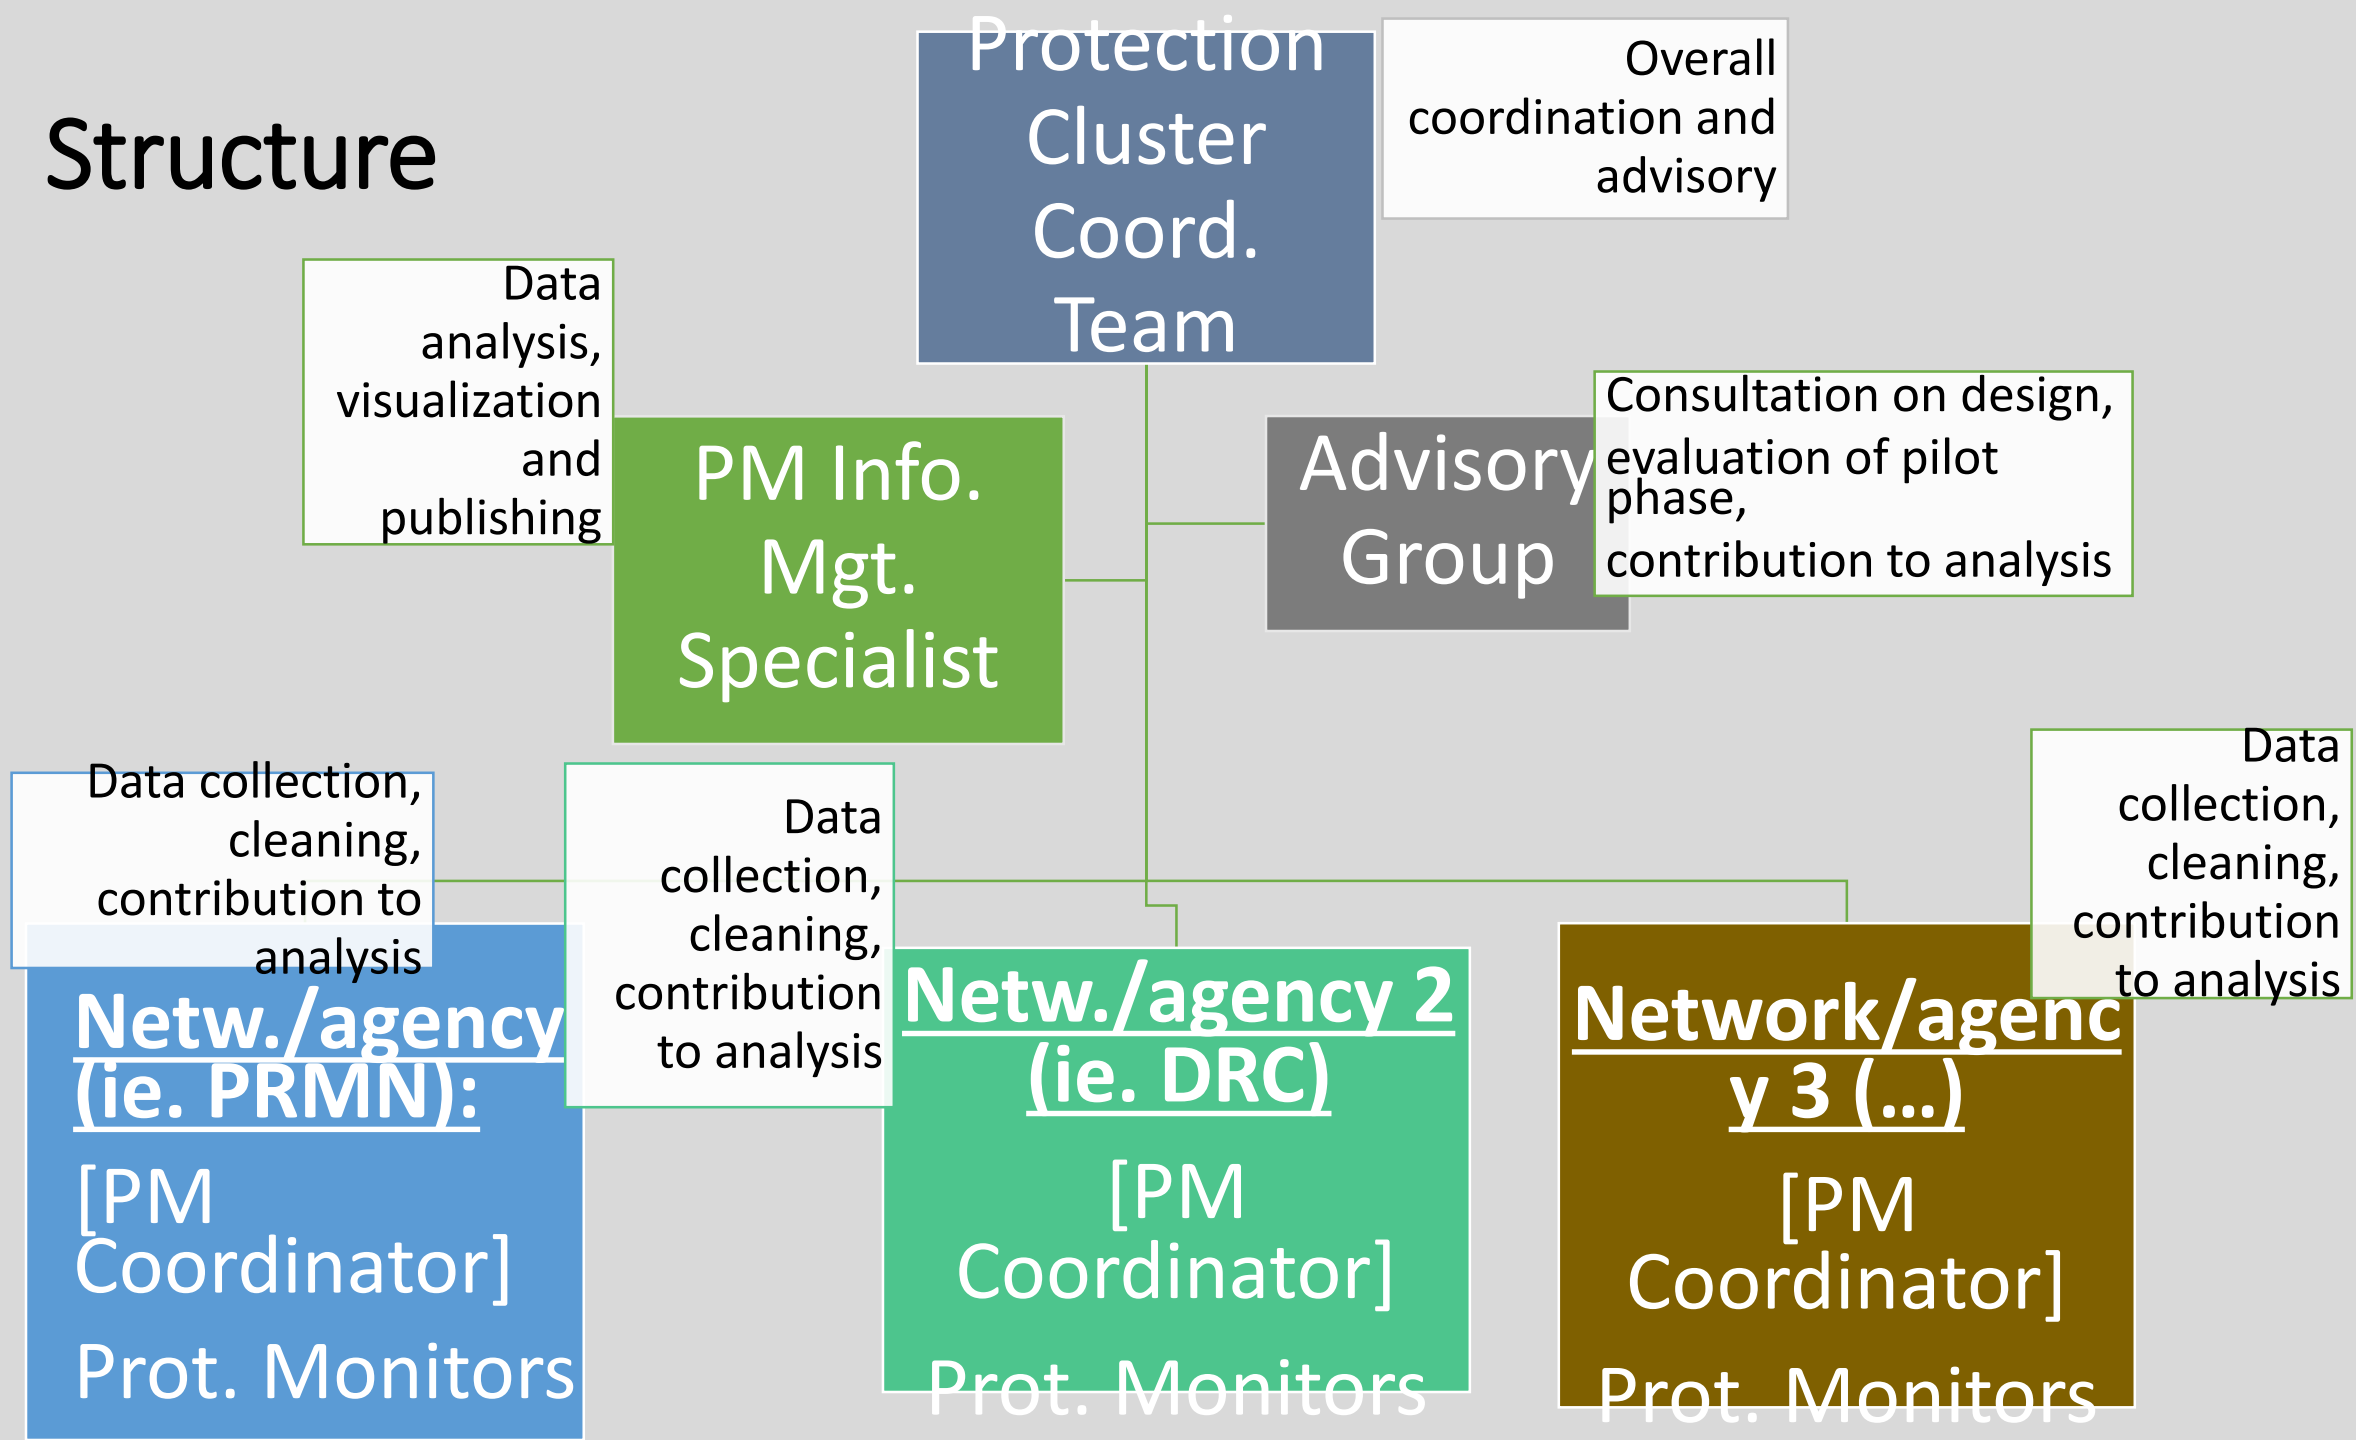 Structure
Protection
Cluster
Coord.
Team
Overall
coordination and
advisory
Data
analysis,
visualization
and
publishing
PM Info.
Mgt.
Specialist
Advisory
Group
Consultation on design,
evaluation of pilot
phase,
contribution to analysis
Data collection,
cleaning,
contribution to
analysis
Netw./agency
(ie. PRMN):
[PM
Coordinator]
Prot. Monitors
Data
collection,
cleaning,
contribution
to analysis
Netw./agency 2
(ie. DRC)
[PM
Coordinator]
Prot. Monitors
Data
collection,
cleaning,
contribution
to analysis
Network/agenc
y 3 (...)
[PM
Coordinator]
Prot. Monitors